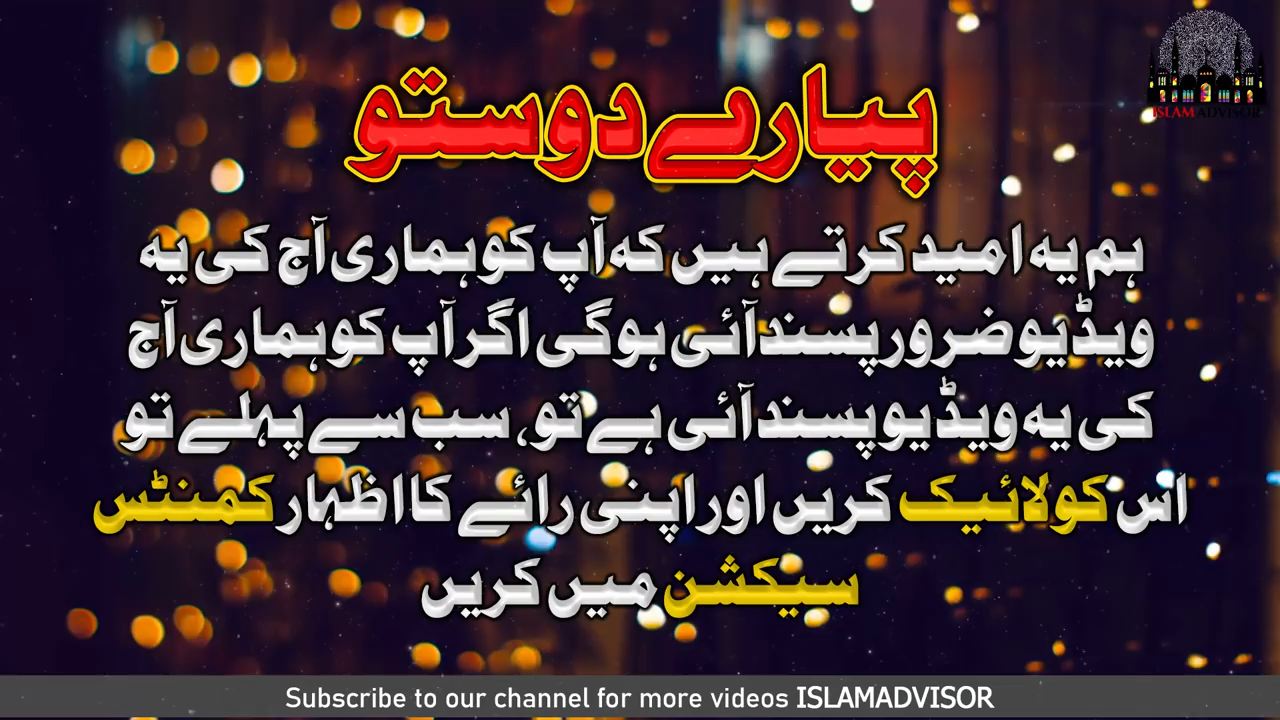 ISLAM ADVISOR
پیارے دوستو
ہم یہ امید کرتے ہیں کہ آپ کو ہماری آج کی یہ
ویڈیو ضرور پسند آئی ہوگی اگر آپ کو ہماری آج
کی یہ ویڈیو پسند آئی ہے تو، سب سے پہلے تو
اس کو لائیک کریں اور اپنی رائے کا اظہار کمنٹس
سیکشن میں کریں
Subscribe to our channel for more videos ISLAMADVISOR